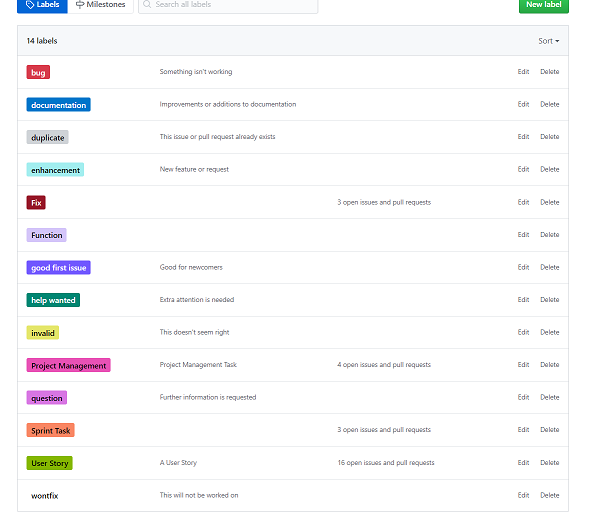 Labels Milestones Search all labels New label
14 labels Sort
bug Something isn't working Edit Delete
documentation Improvements or additions to documentation Edit Delete
duplicate This issue or pull request already exists Edit Delete
enhancement New feature or request Edit Delete
Fix 3 open issues and pull requests Edit Delete
Function Edit Delete
good first issue Good for newcomers Edit Delete
help wanted Extra attention is needed Edit Delete
invalid This doesn't seem right Edit Delete
Project Management Project Management Task 4 open issues and pull requests Edit Delete
question Further information is requested Edit Delete
Sprint Task 3 open issues and pull requests Edit Delete
User Story A User Story 16 open issues and pull requests Edit Delete
wontfix This will not be worked on Edit Delete